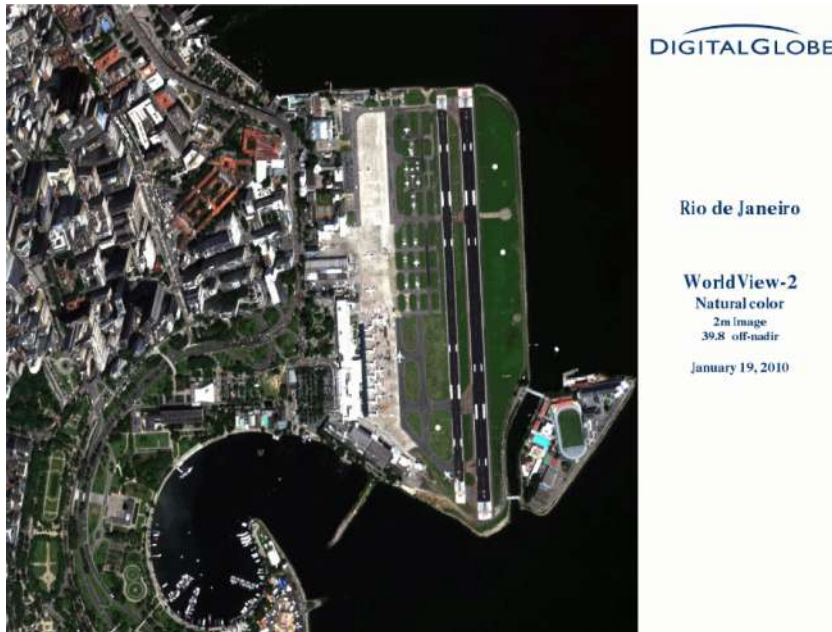 DIGITALGLOBE
Rio de Janeiro
WorldView-2
Natural color
2m image
39.8 off-nadir
January 19, 2010